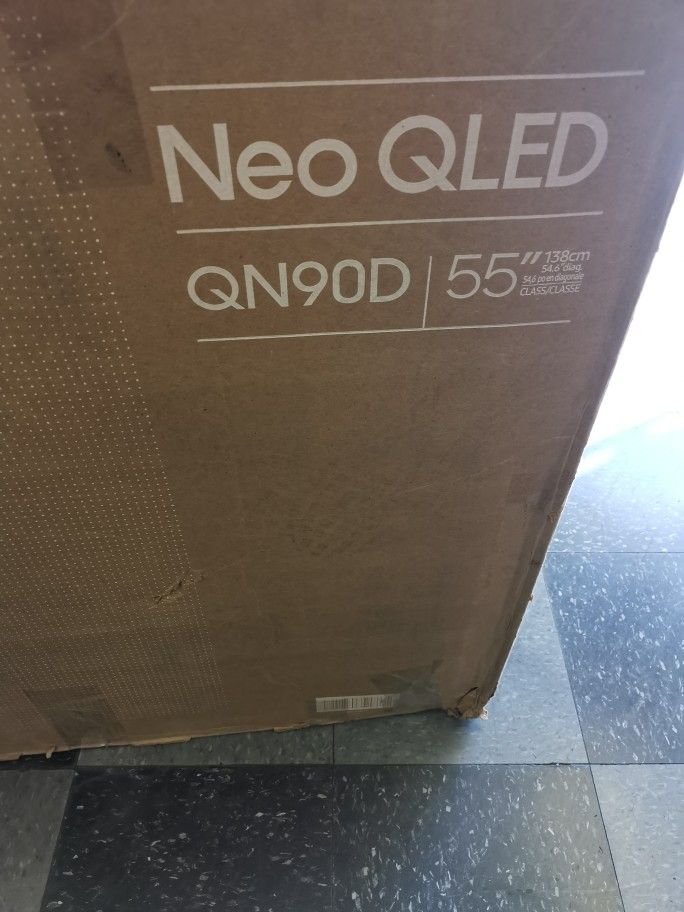 Neo QLED
QN90D 55" 138cm
54.6" diag.
54,6 po en diagonale
CLASS/CLASSE